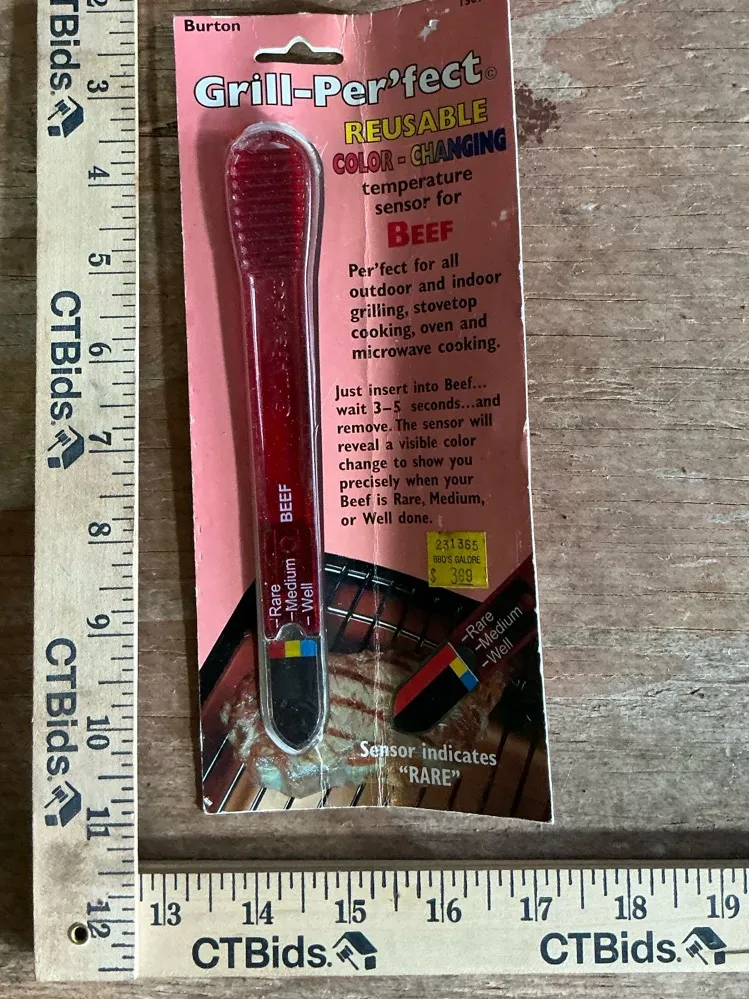 Burton
Grill-Per'fect©
REUSABLE
COLOR-CHANGING
temperature
sensor for
BEEF
Per'fect for all
outdoor and indoor
grilling, stovetop
cooking, oven and
microwave cooking.
Just insert into Beef...
wait 3-5 seconds...and
remove. The sensor will
reveal a visible color
change to show you
precisely when your
Beef is Rare, Medium,
or Well done.
231365
BBQ'S GALORE
$ 399
BEEF
-Rare
-Medium
-Well
-Rare
-Medium
-Well
Sensor indicates
"RARE"
CTBids.
CTBids.
CTBids.
2 3 4 5 6 7 8 9 10 11 12
13 14 15 16 17 18 19
CTBids. CTBids.